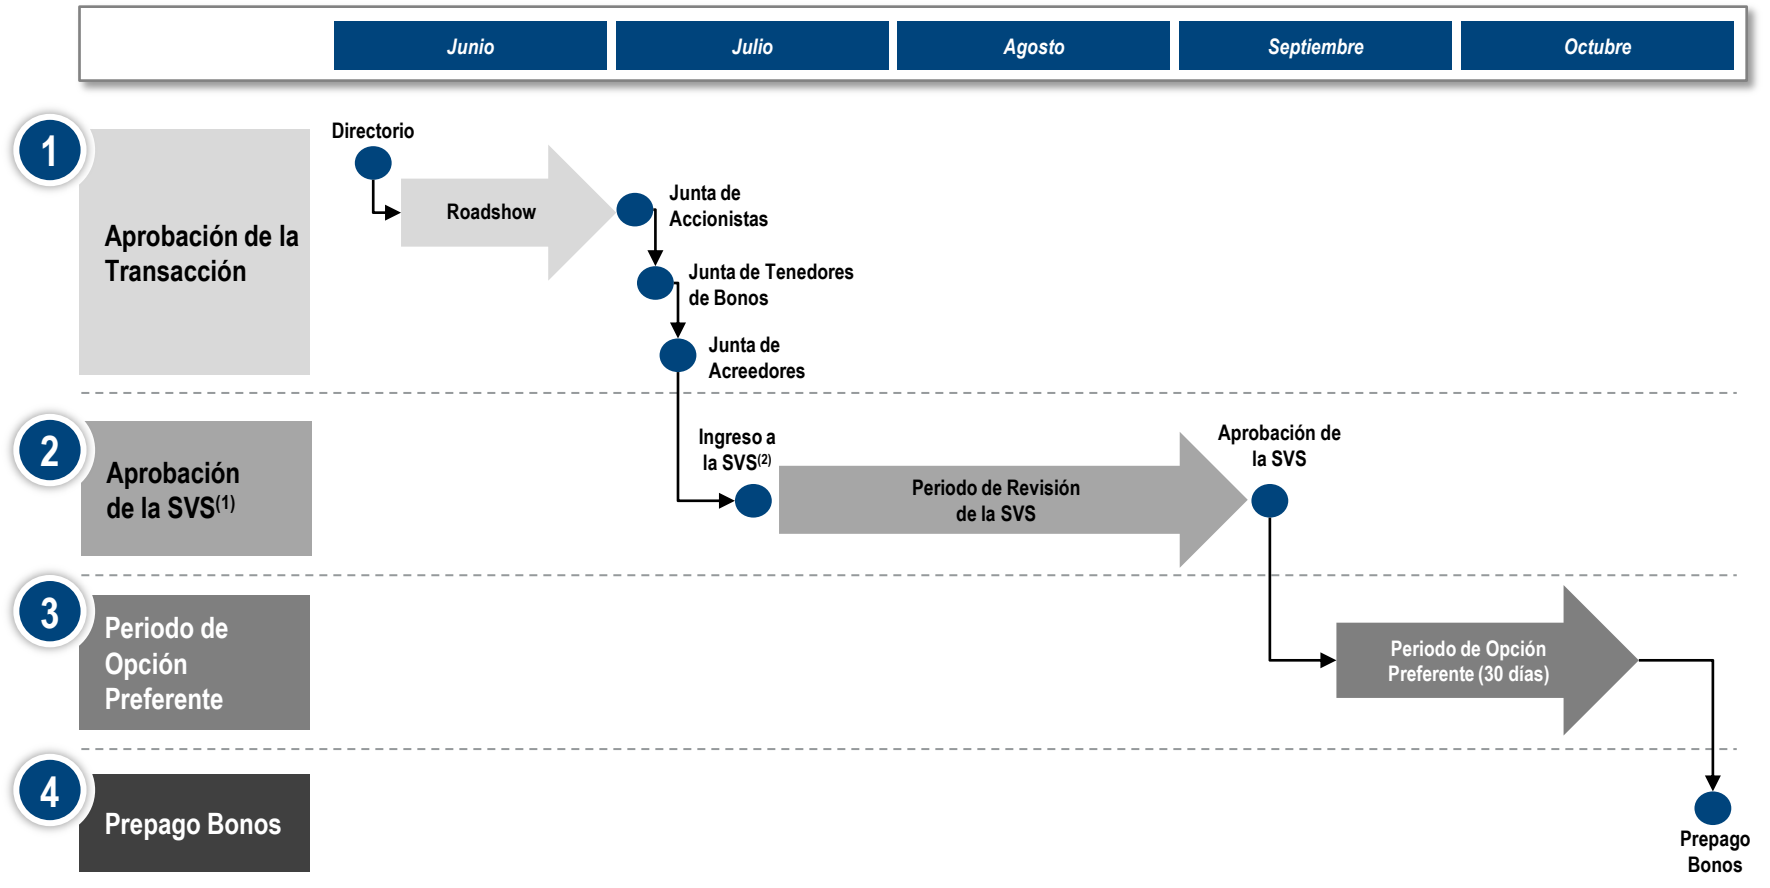 Junio
Julio
Agosto
Septiembre
Octubre
1
Aprobación de la
Transacción
Directorio
Roadshow
Junta de
Accionistas
Junta de Tenedores
de Bonos
Junta de
Acreedores
2
Aprobación
de la SVS(1)
Ingreso a
la SVS(2)
Periodo de Revisión
de la SVS
Aprobación de
la SVS
3
Periodo de
Opción
Preferente
Periodo de Opción
Preferente (30 días)
4
Prepago Bonos
Prepago
Bonos